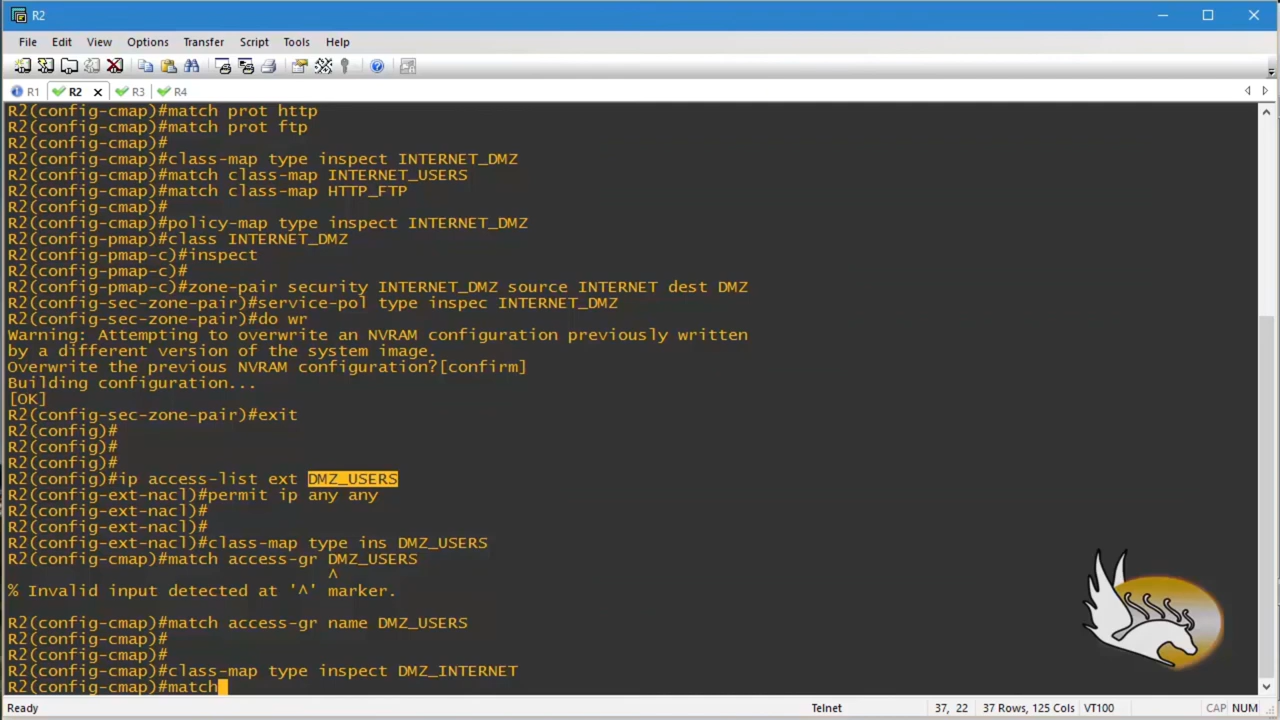 R2
File Edit View Options Transfer Script Tools Help
R1 R2 R3 R4
R2(config-cmap)#match prot http
R2(config-cmap)#match prot ftp
R2(config-cmap)#
R2(config-cmap)#class-map type inspect INTERNET_DMZ
R2(config-cmap)#match class-map INTERNET_USERS
R2(config-cmap)#match class-map HTTP_FTP
R2(config-cmap)#
R2(config-cmap)#policy-map type inspect INTERNET_DMZ
R2(config-pmap)#class INTERNET_DMZ
R2(config-pmap-c)#inspect
R2(config-pmap-c)#
R2(config-pmap-c)#zone-pair security INTERNET_DMZ source INTERNET dest DMZ
R2(config-sec-zone-pair)#service-pol type inspec INTERNET_DMZ
R2(config-sec-zone-pair)#do wr
Warning: Attempting to overwrite an NVRAM configuration previously written
by a different version of the system image.
Overwrite the previous NVRAM configuration?[confirm]
Building configuration...
[OK]
R2(config-sec-zone-pair)#exit
R2(config)#
R2(config)#
R2(config)#
R2(config)#ip access-list ext DMZ_USERS
R2(config-ext-nacl)#permit ip any any
R2(config-ext-nacl)#
R2(config-ext-nacl)#
R2(config-ext-nacl)#class-map type ins DMZ_USERS
R2(config-cmap)#match access-gr DMZ_USERS
^
% Invalid input detected at '^' marker.
R2(config-cmap)#match access-gr name DMZ_USERS
R2(config-cmap)#
R2(config-cmap)#
R2(config-cmap)#class-map type inspect DMZ_INTERNET
R2(config-cmap)#match
Ready Telnet 37, 22 37 Rows, 125 Cols VT100 CAP NUM